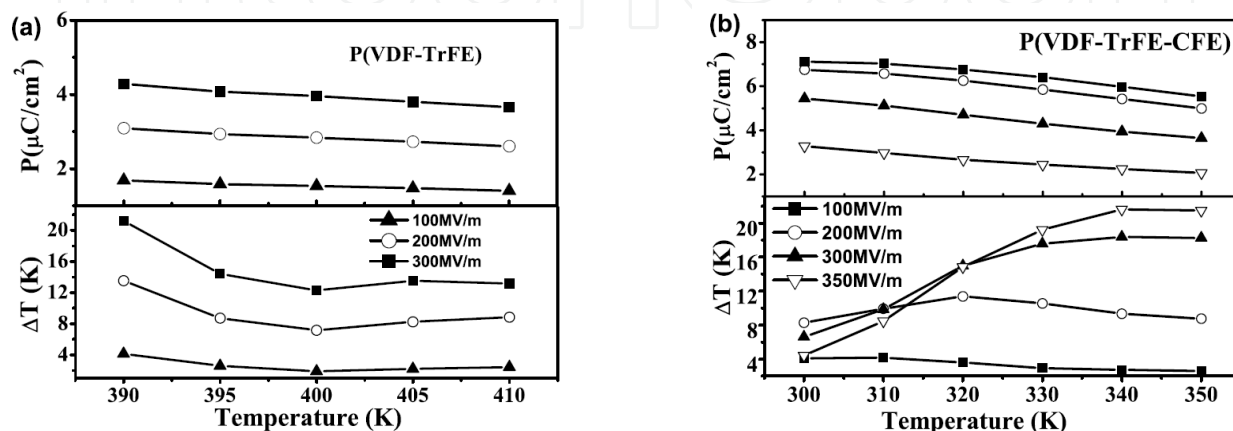 (a)
P(VDF-TrFE)
P(μC/cm²)
6
4
2
100MV/m
200MV/m
300MV/m
ΔT (K)
20
16
12
8
4
390 395 400 405 410
Temperature (K)
(b)
P(VDF-TrFE-CFE)
P(μC/cm²)
8
6
4
2
100MV/m
200MV/m
300MV/m
350MV/m
ΔT (K)
20
16
12
8
4
300 310 320 330 340 350
Temperature (K)